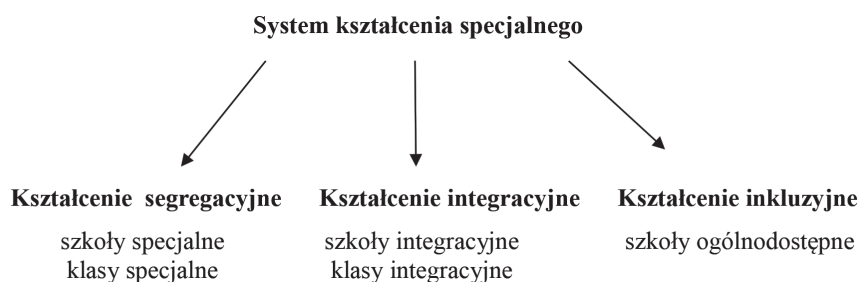 System kształcenia specjalnego
Kształcenie segregacyjne
szkoły specjalne
klasy specjalne
Kształcenie integracyjne
szkoły integracyjne
klasy integracyjne
Kształcenie inkluzyjne
szkoły ogólnodostępne